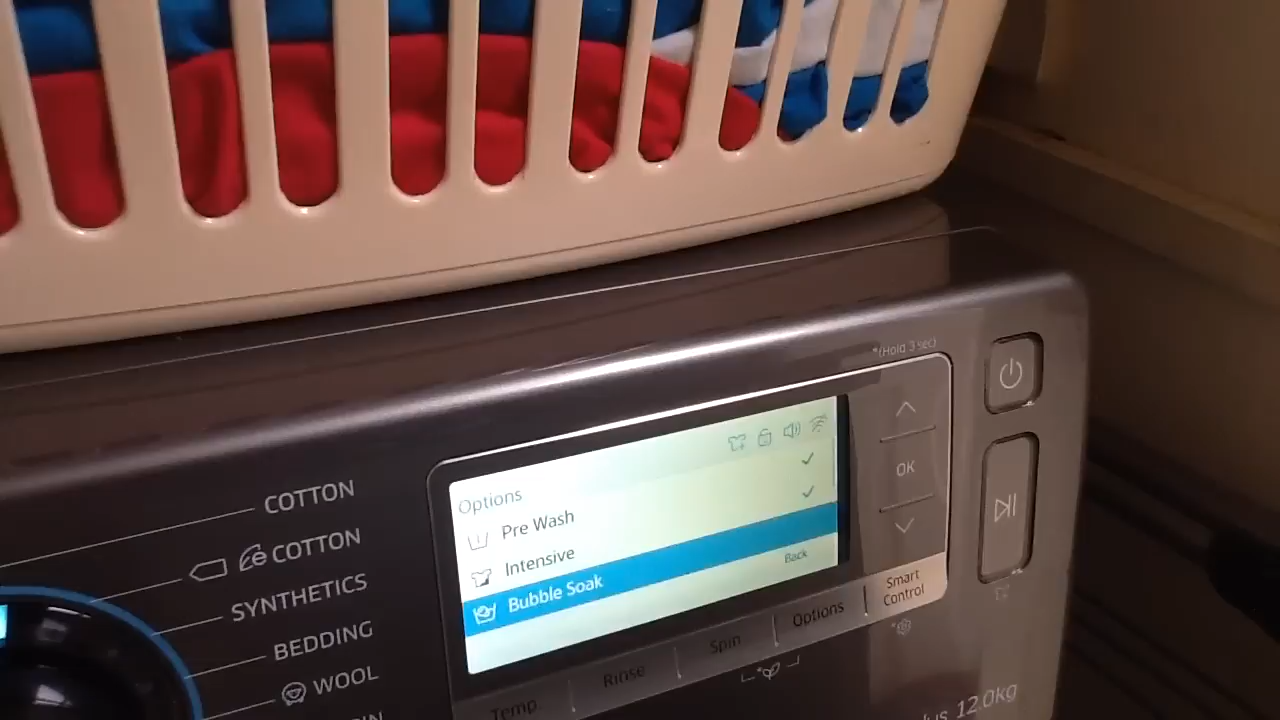 *(Hold 3 sec)
COTTON
COTTON
SYNTHETICS
BEDDING
WOOL
Options
Pre Wash
Intensive
Bubble Soak
Back
OK
Temp
Rinse
Spin
Options
Smart
Control
12.0kg